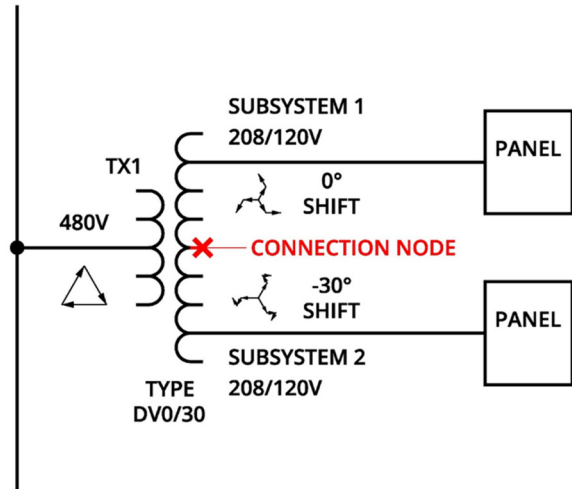 SUBSYSTEM 1
208/120V
PANEL
TX1
0°
SHIFT
480V
CONNECTION NODE
-30°
SHIFT
PANEL
SUBSYSTEM 2
208/120V
TYPE
DV0/30